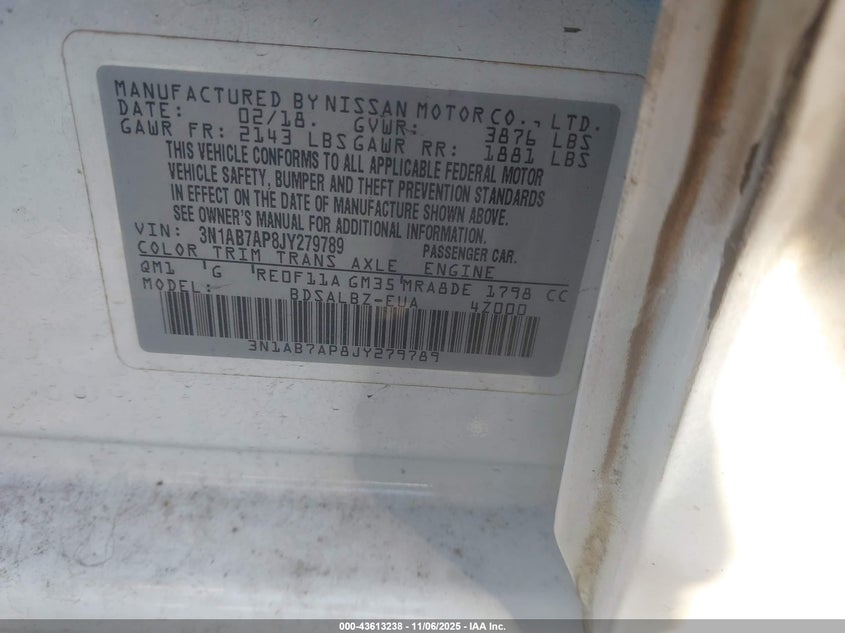 MANUFACTURED BY NISSAN MOTOR CO., LTD.
DATE: 02/18. GVWR: 3876 LBS
GAWR FR: 2143 LBS GAWR RR: 1881 LBS
THIS VEHICLE CONFORMS TO ALL APPLICABLE FEDERAL MOTOR
VEHICLE SAFETY, BUMPER AND THEFT PREVENTION STANDARDS
IN EFFECT ON THE DATE OF MANUFACTURE SHOWN ABOVE.
SEE OWNER'S MANUAL FOR ADDITIONAL INFORMATION.
VIN: 3N1AB7AP8JY279789 PASSENGER CAR.
COLOR TRIM TRANS AXLE ENGINE
QM1 G RE0F11A GM35 MRA8DE 1798 CC
MODEL: BDSALBZ-EUA 4Z000
3N1AB7AP8JY279789
000-43613238 - 11/06/2025 - IAA Inc.